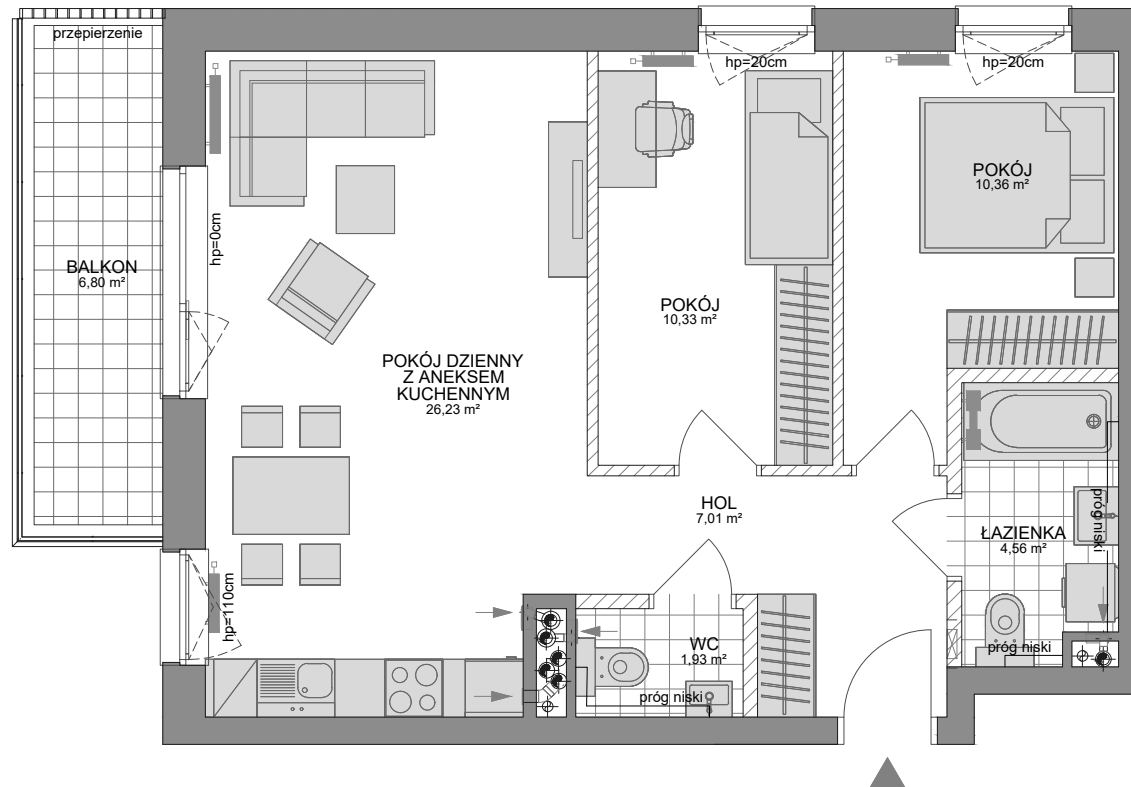 przepierzenie
hp=20cm
hp=20cm
POKÓJ
10,36 m²
hp=0cm
BALKON
6,80 m²
POKÓJ
10,33 m²
POKÓJ DZIENNY
Z ANEKSEM
KUCHENNYM
26,23 m²
HOL
7,01 m²
próg niski
ŁAZIENKA
4,56 m²
hp=110cm
WC
1,93 m²
próg niski
próg niski